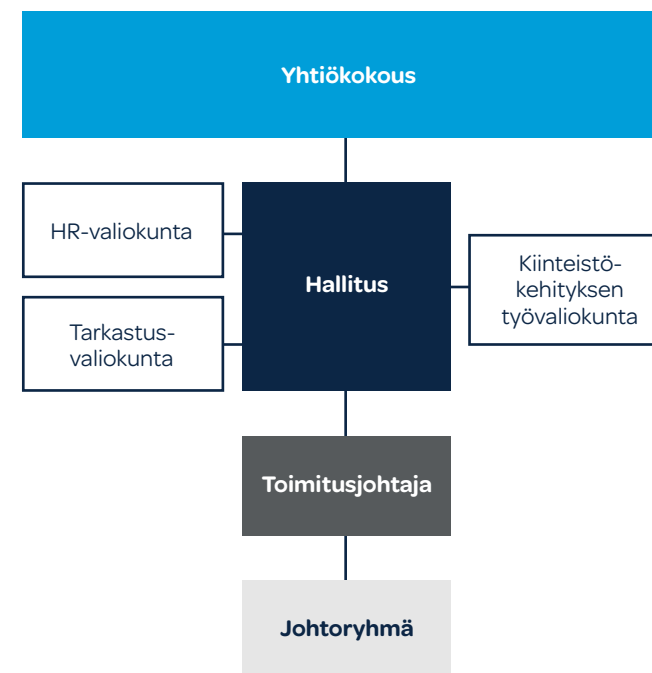 Yhtiökokous
HR-valiokunta
Hallitus
Kiinteistö-
kehityksen
työvaliokunta
Tarkastus-
valiokunta
Toimitusjohtaja
Johtoryhmä